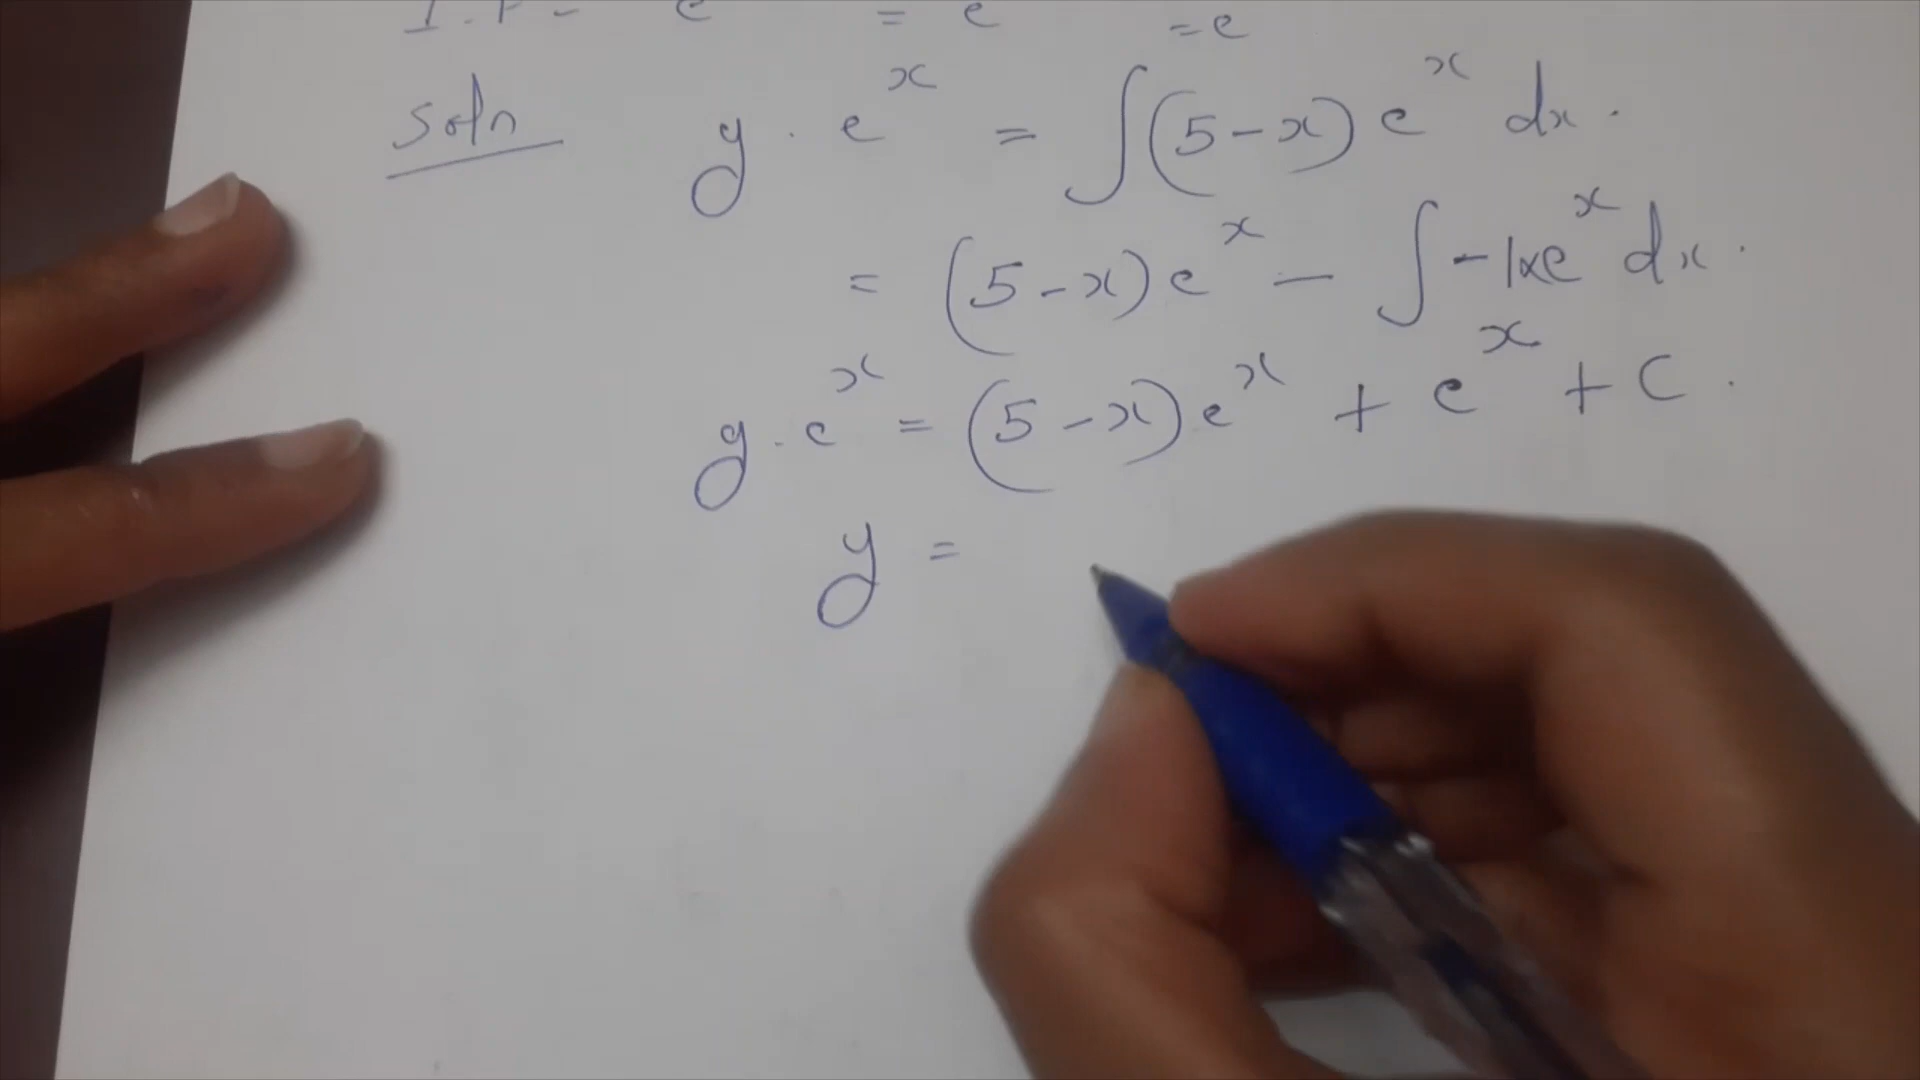 I.F = e = e = e
Soln y . e^x = ∫(5-x) e^x dx .
= (5-x) e^x - ∫ -1×e^x dx .
y . e^x = (5-x) e^x + e^x + C .
y =